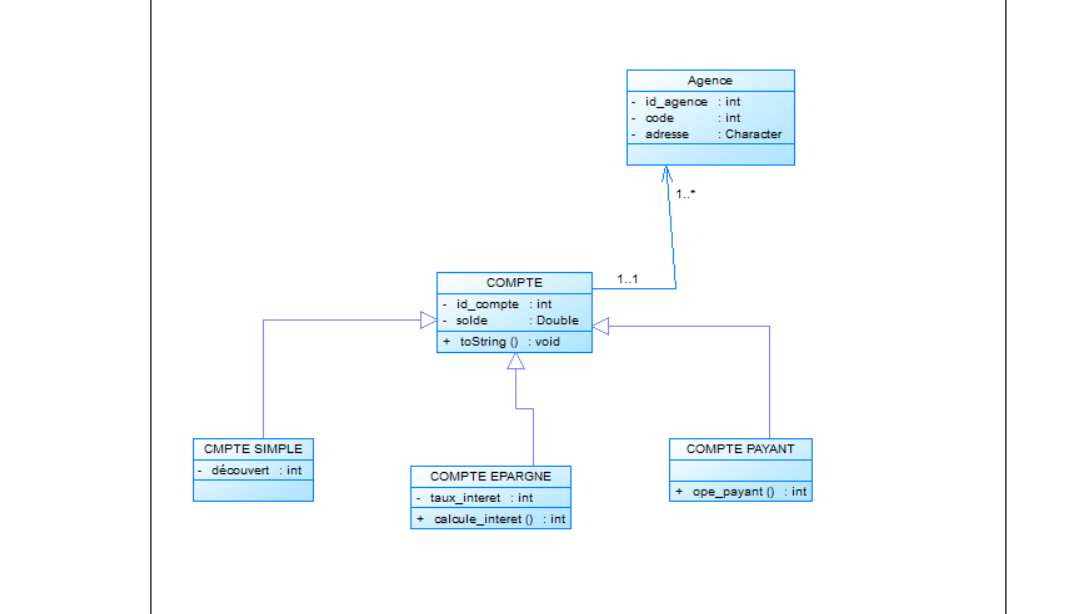 Agence
- id_agence : int
- code : int
- adresse : Character
1..*
1..1
COMPTE
- id_compte : int
- solde : Double
+ toString () : void
CMPTE SIMPLE
- découvert : int
COMPTE EPARGNE
- taux_interet : int
+ calcule_interet () : int
COMPTE PAYANT
+ ope_payant () : int